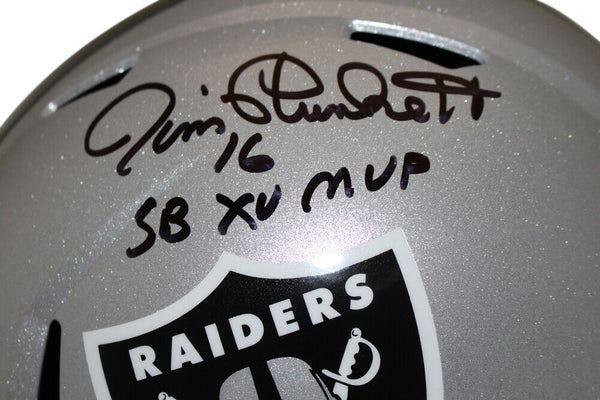 Jim Plunkett
16
SB XV MVP
RAIDERS